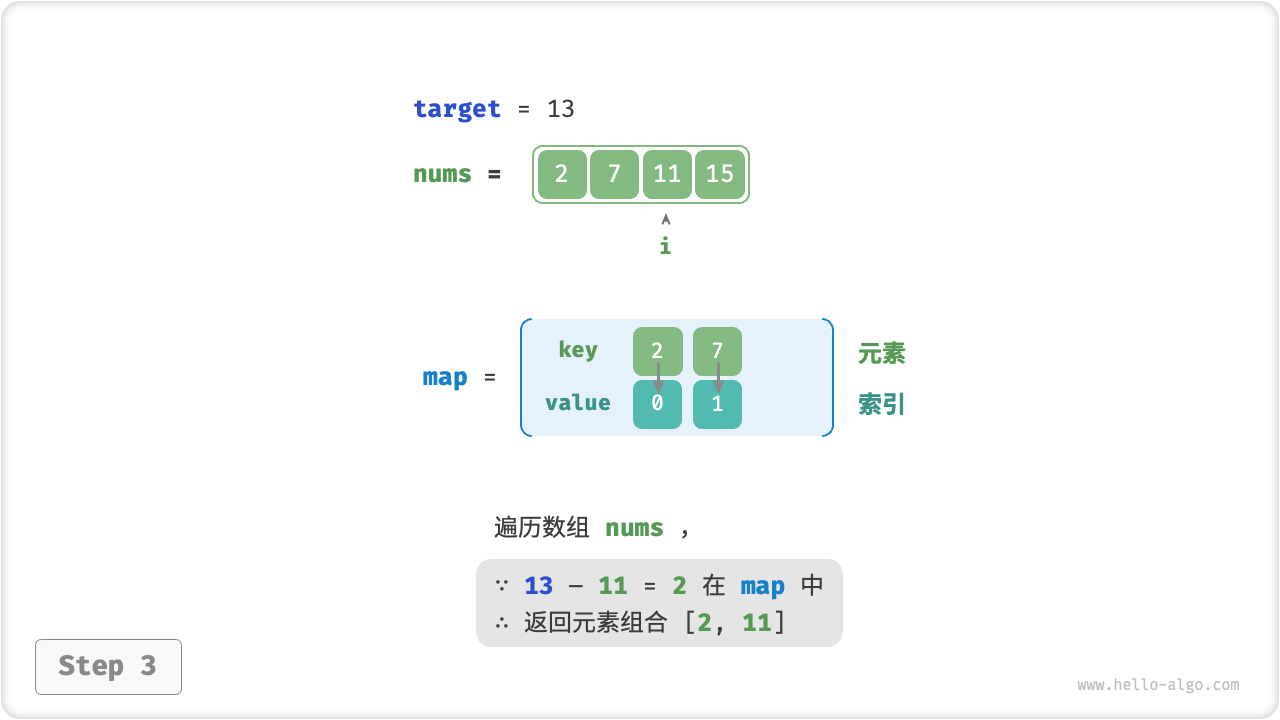 target = 13
nums = 2 7 11 15
i
key 2 7 元素
map =
value 0 1 索引
遍历数组 nums ，
∵ 13 − 11 = 2 在 map 中
∴ 返回元素组合 [2, 11]
Step 3
www.hello-algo.com